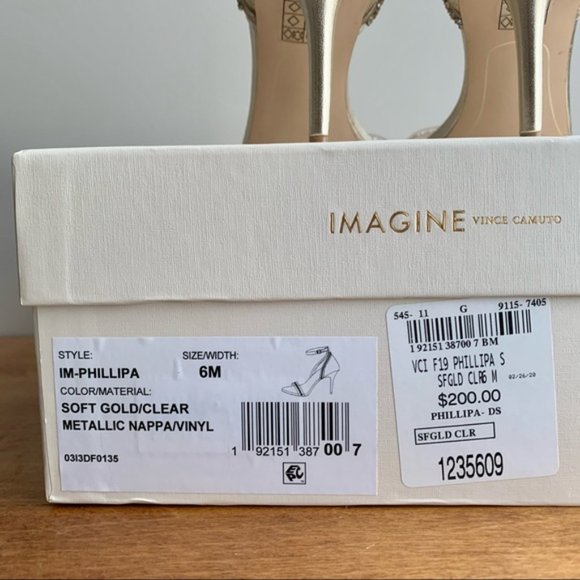 IMAGINE VINCE CAMUTO
STYLE: SIZE/WIDTH:
IM-PHILLIPA 6M
COLOR/MATERIAL:
SOFT GOLD/CLEAR
METALLIC NAPPA/VINYL
03I3DF0135
1 92151 387 00 7
545- 11 G 9115-7405
1 92151 38700 7 BM
VCI F19 PHILLIPA S
SFGLD CLR6 M 02/26/20
$200.00
PHILLIPA- DS
SFGLD CLR
1235609